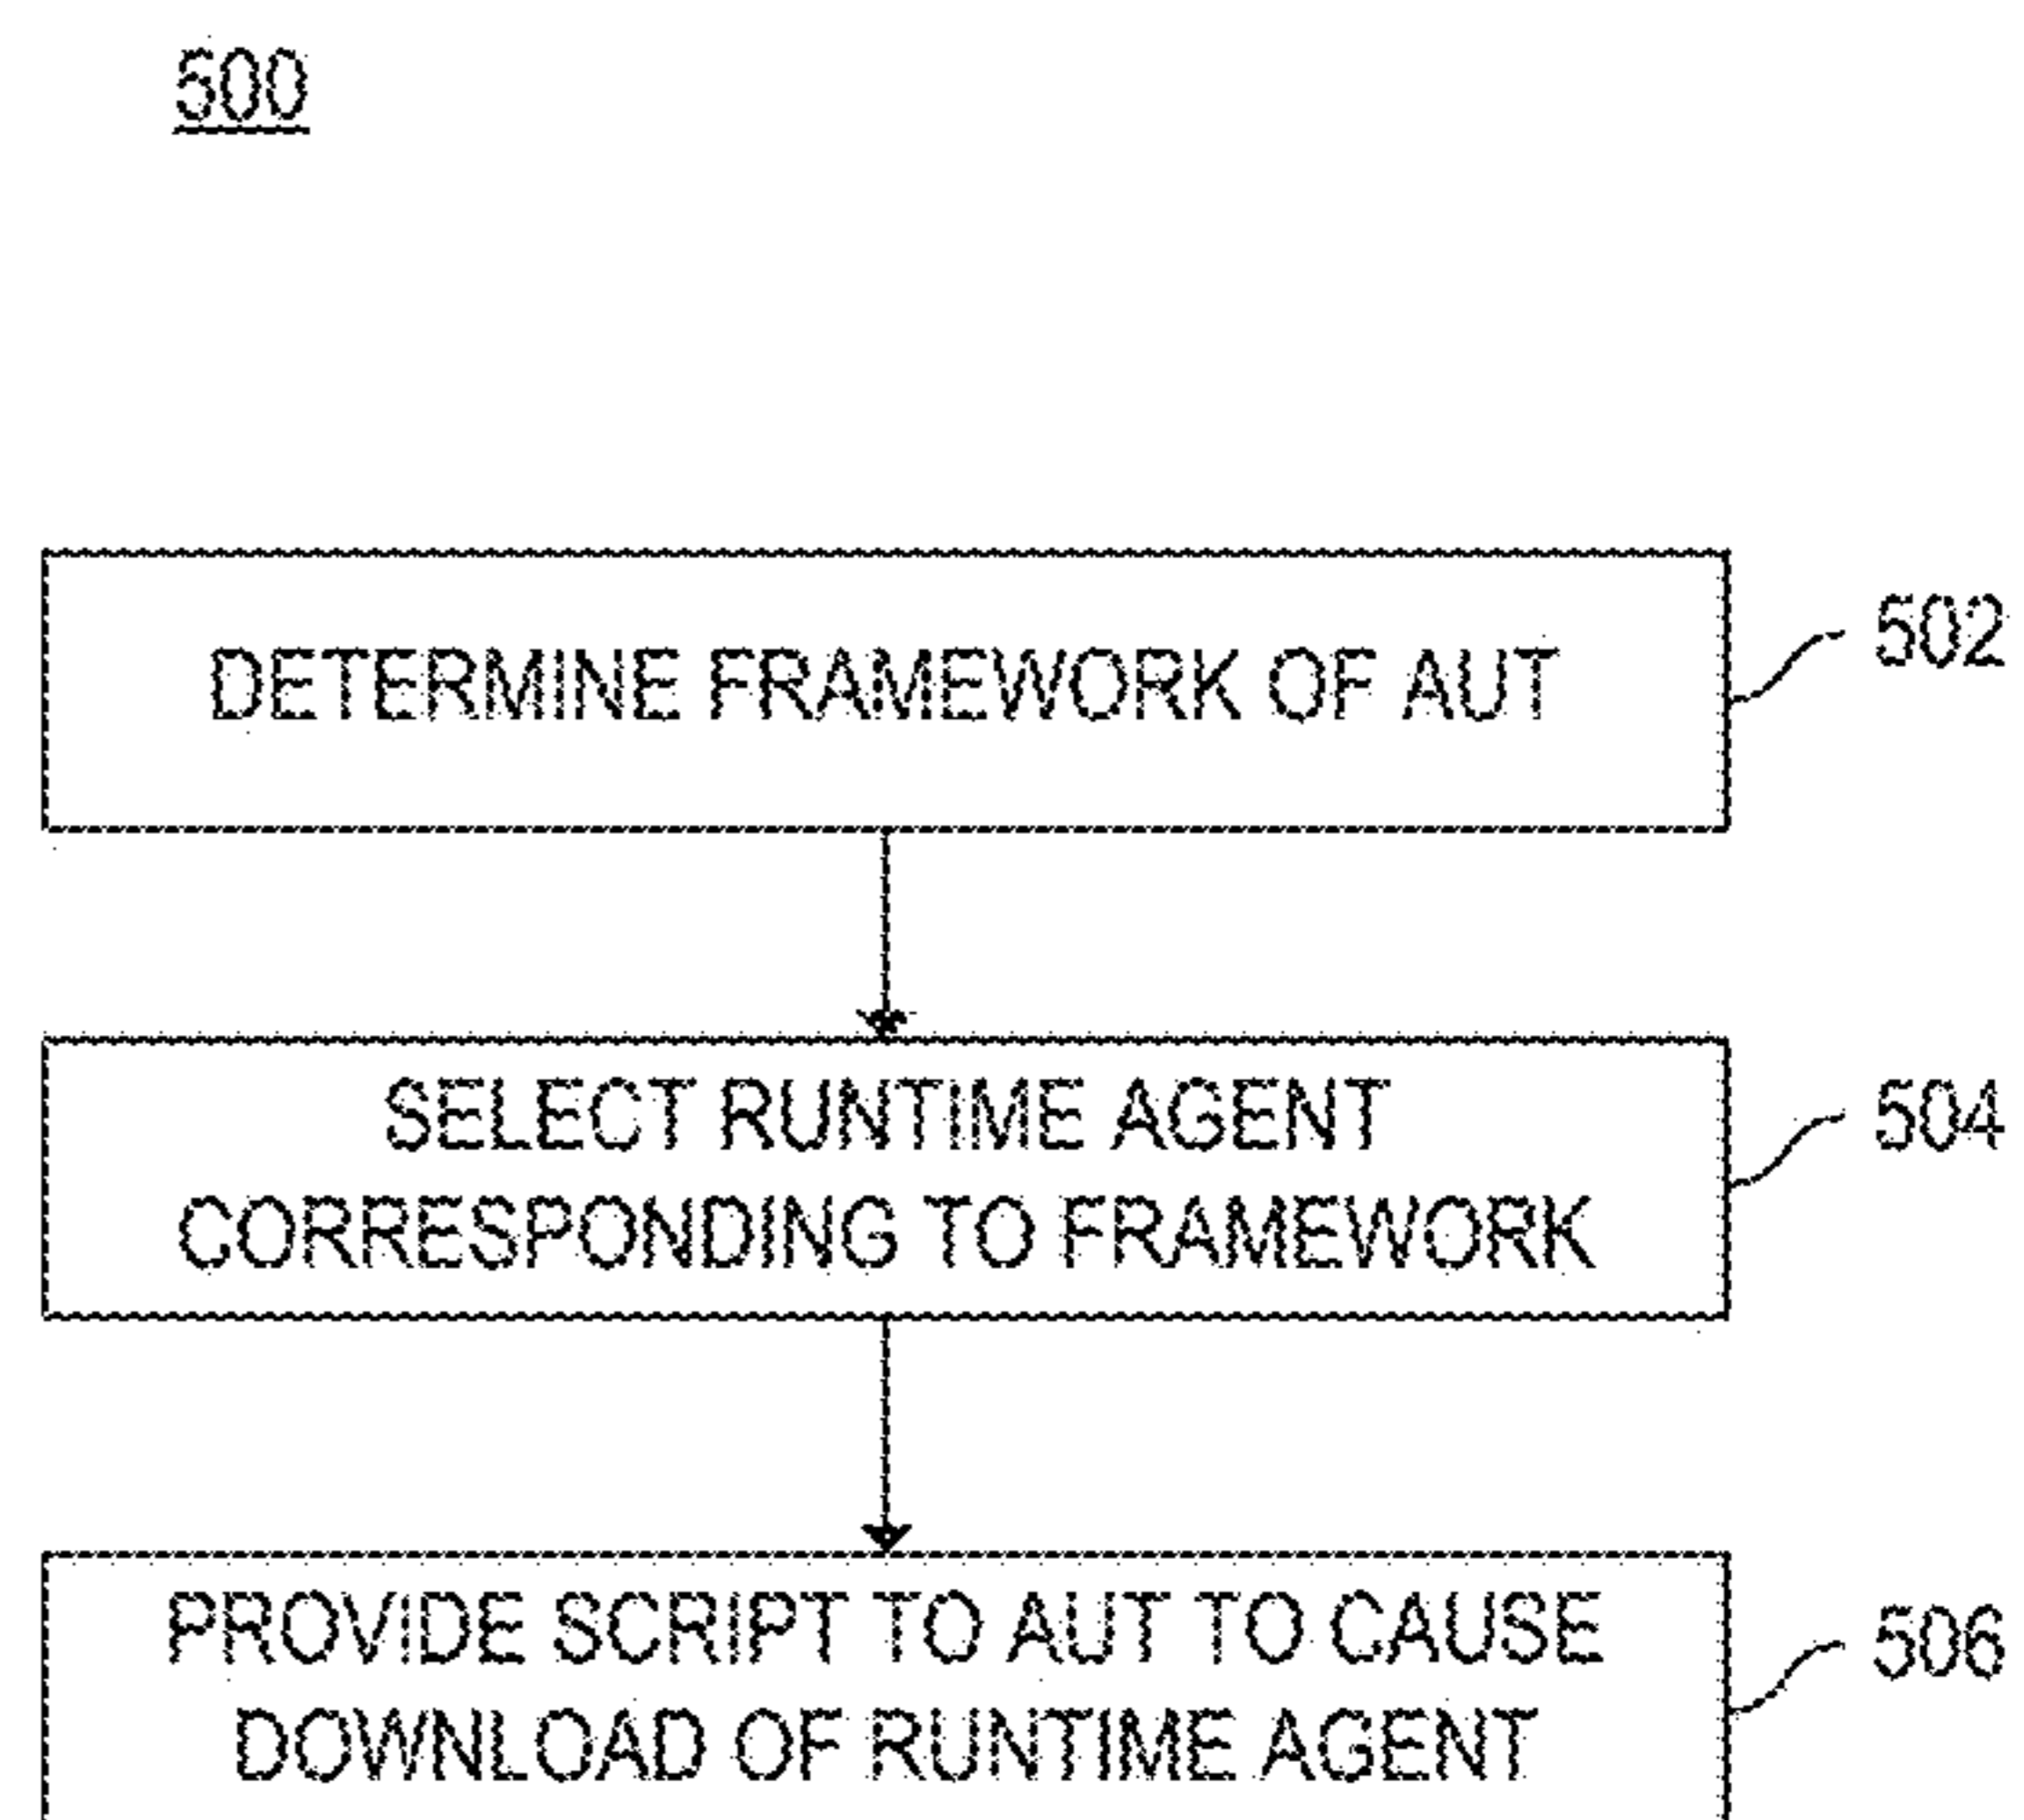 500
DETERMINE FRAMEWORK OF AUT
502
SELECT RUNTIME AGENT
CORRESPONDING TO FRAMEWORK
504
PROVIDE SCRIPT TO AUT TO CAUSE
DOWNLOAD OF RUNTIME AGENT
506